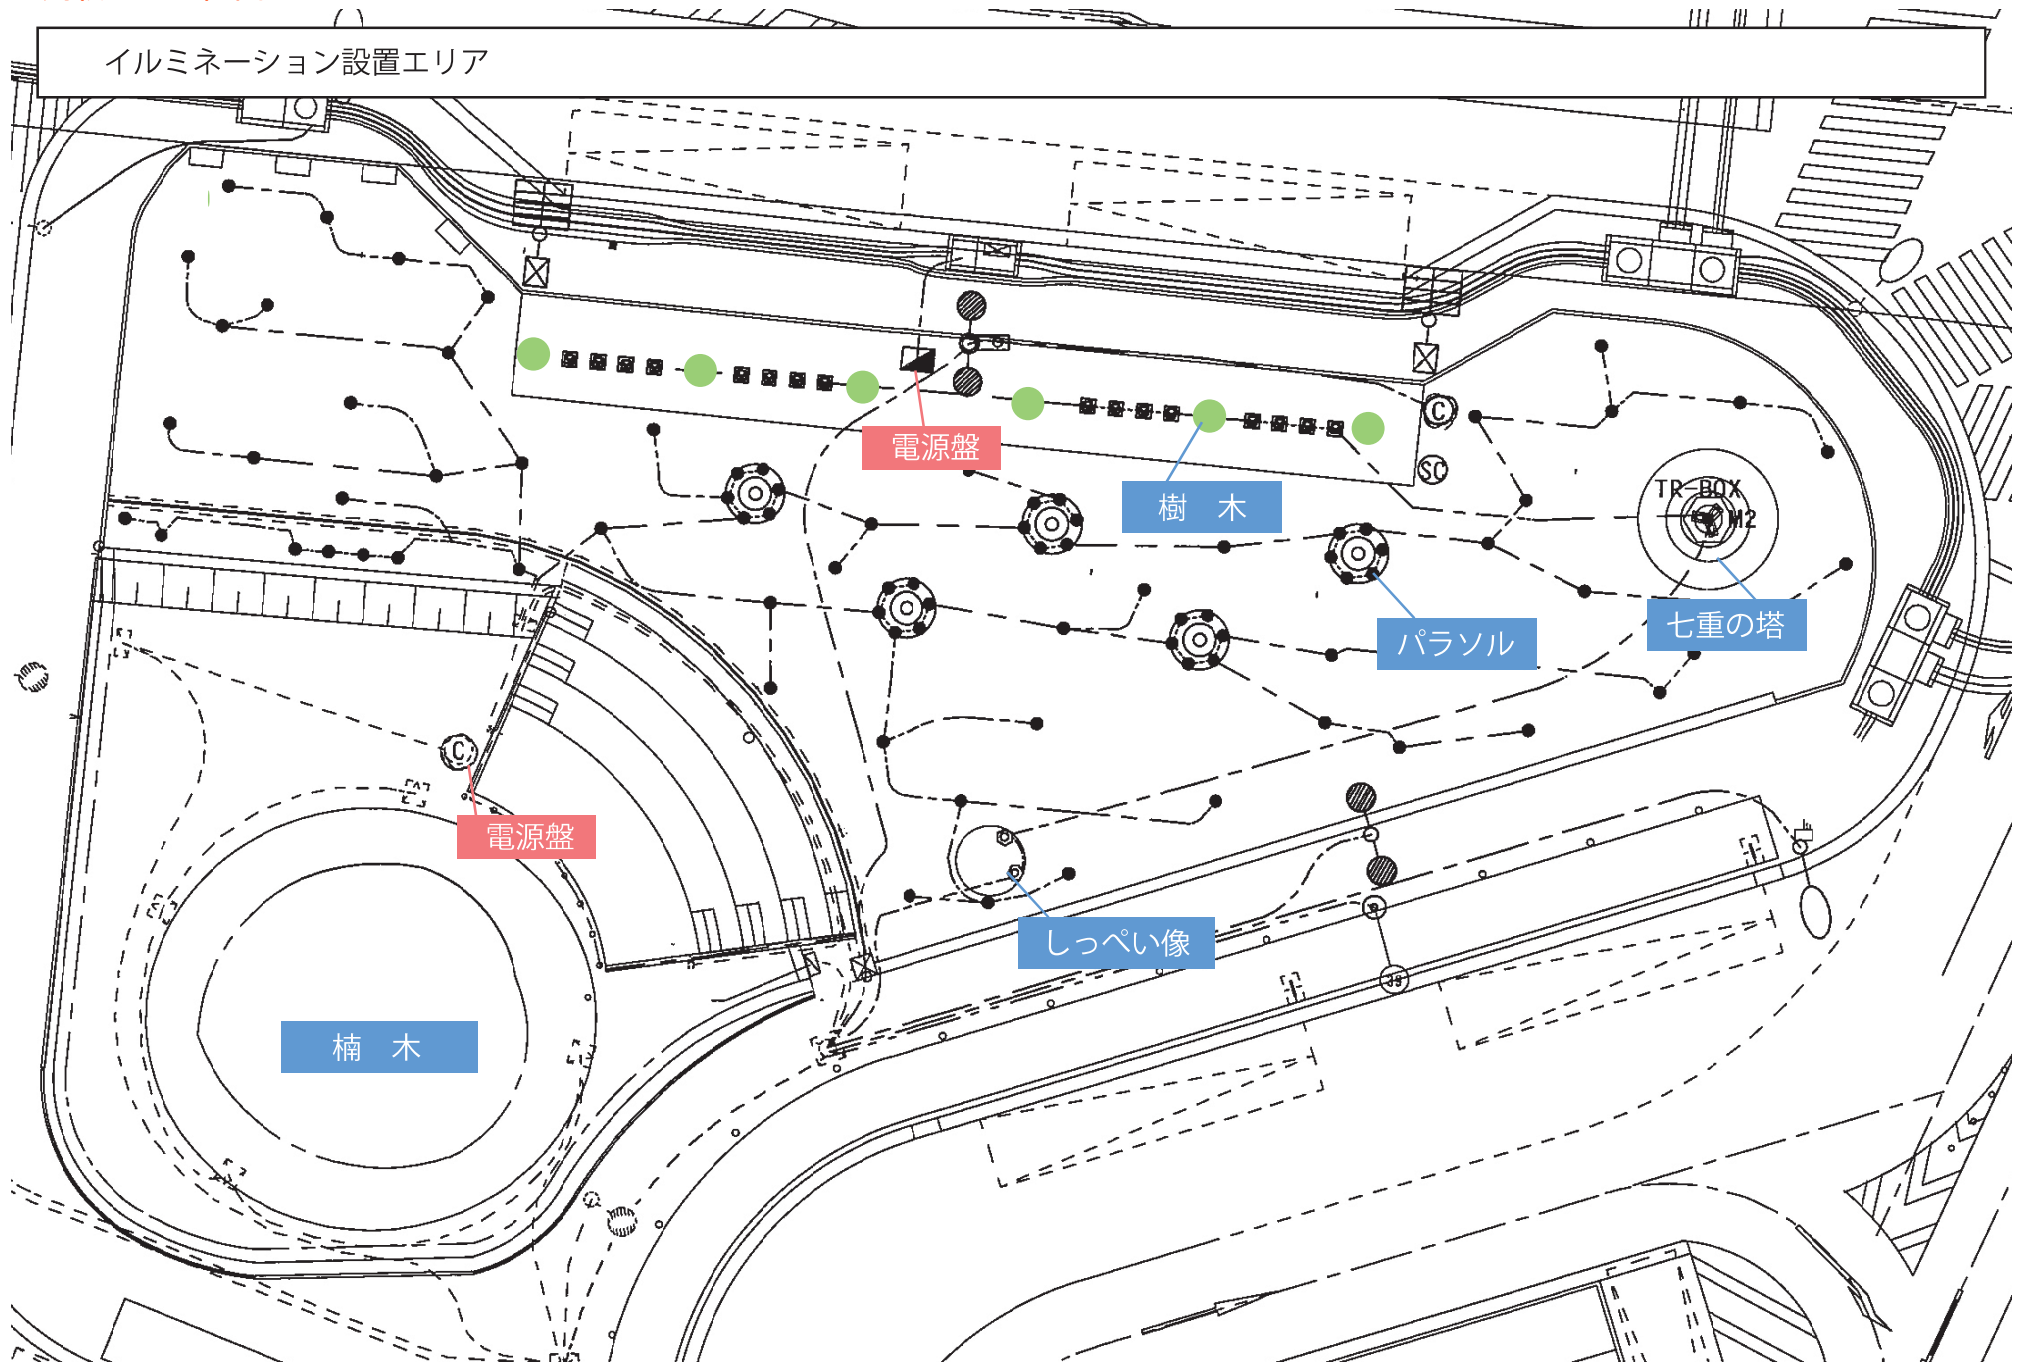 イルミネーション設置エリア
C
電源盤
SC
TR-BOX
樹　木
M2
七重の塔
パラソル
C
電源盤
しっぺい像
楠　木